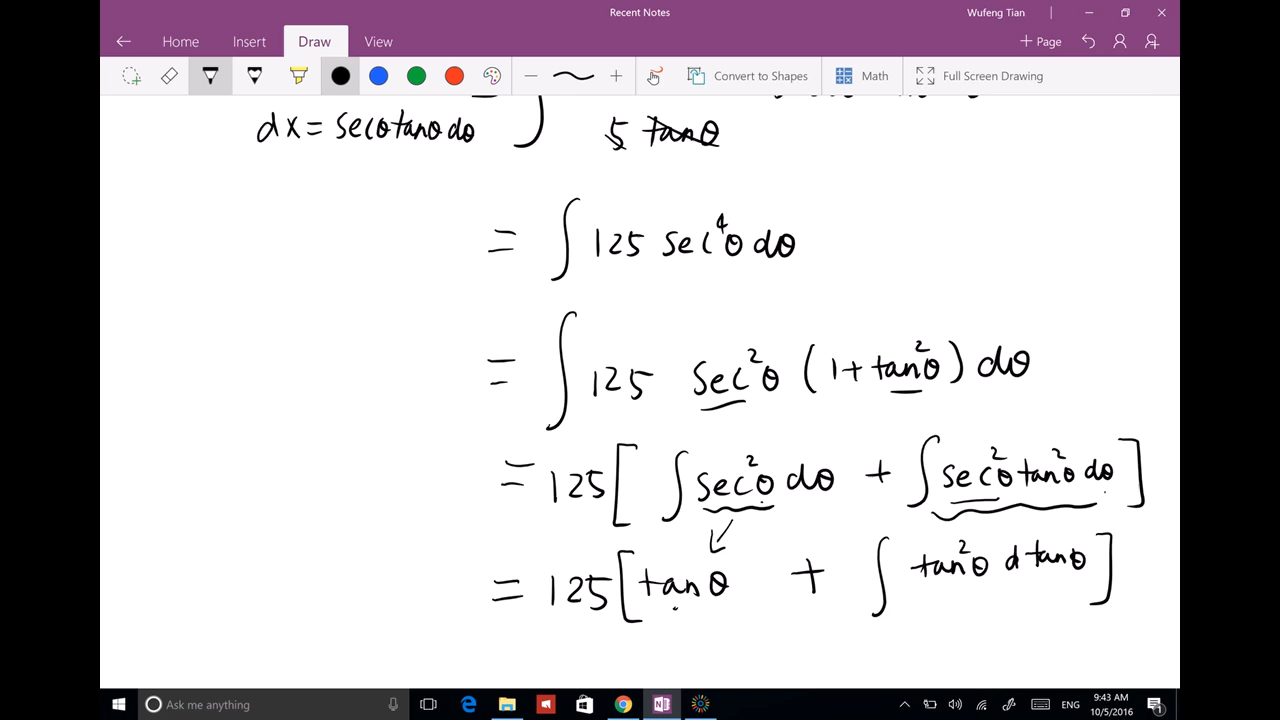 Recent Notes
Wufeng Tian
Home Insert Draw View
Page
Convert to Shapes Math Full Screen Drawing
dx = secθ tanθ dθ
5 tanθ
= ∫ 125 sec⁴θ dθ
= ∫ 125 sec²θ (1 + tan²θ) dθ
= 125 [ ∫ sec²θ dθ + ∫ sec²θ tan²θ dθ ]
= 125 [ tanθ + ∫ tan²θ d tanθ ]
Ask me anything
ENG
9:43 AM
10/5/2016